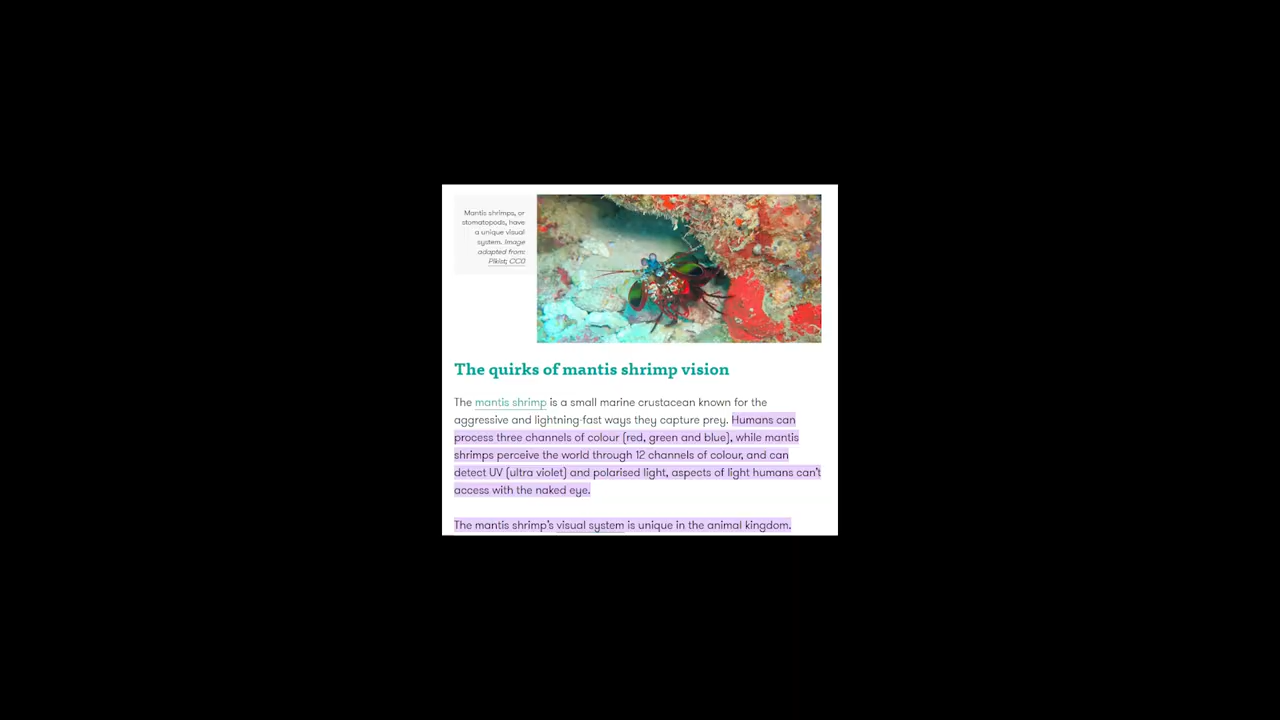 Mantis shrimps, or
stomatopods, have
a unique visual
system. Image
adapted from:
Pikist; CC0
The quirks of mantis shrimp vision
The mantis shrimp is a small marine crustacean known for the
aggressive and lightning-fast ways they capture prey. Humans can
process three channels of colour (red, green and blue), while mantis
shrimps perceive the world through 12 channels of colour, and can
detect UV (ultra violet) and polarised light, aspects of light humans can't
access with the naked eye.
The mantis shrimp's visual system is unique in the animal kingdom.